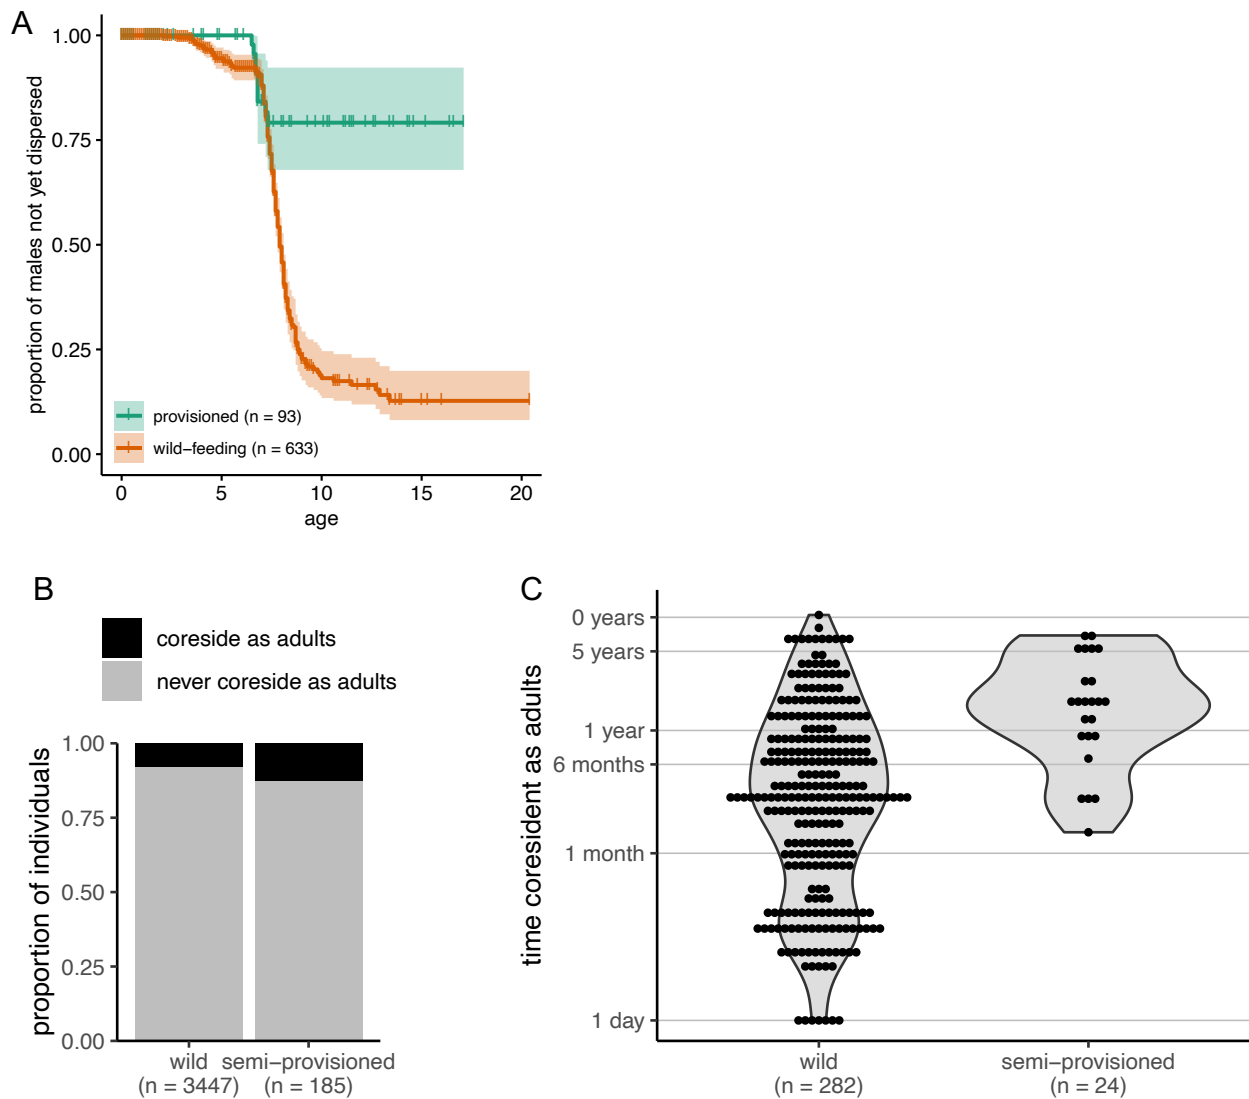 A
proportion of males not yet dispersed
1.00
0.75
0.50
0.25
0.00
provisioned (n = 93)
wild−feeding (n = 633)
0 5 10 15 20
age
B
coreside as adults
never coreside as adults
proportion of individuals
1.00
0.75
0.50
0.25
0.00
wild semi−provisioned
(n = 3447) (n = 185)
C
time coresident as adults
0 years
5 years
1 year
6 months
1 month
1 day
wild semi−provisioned
(n = 282) (n = 24)